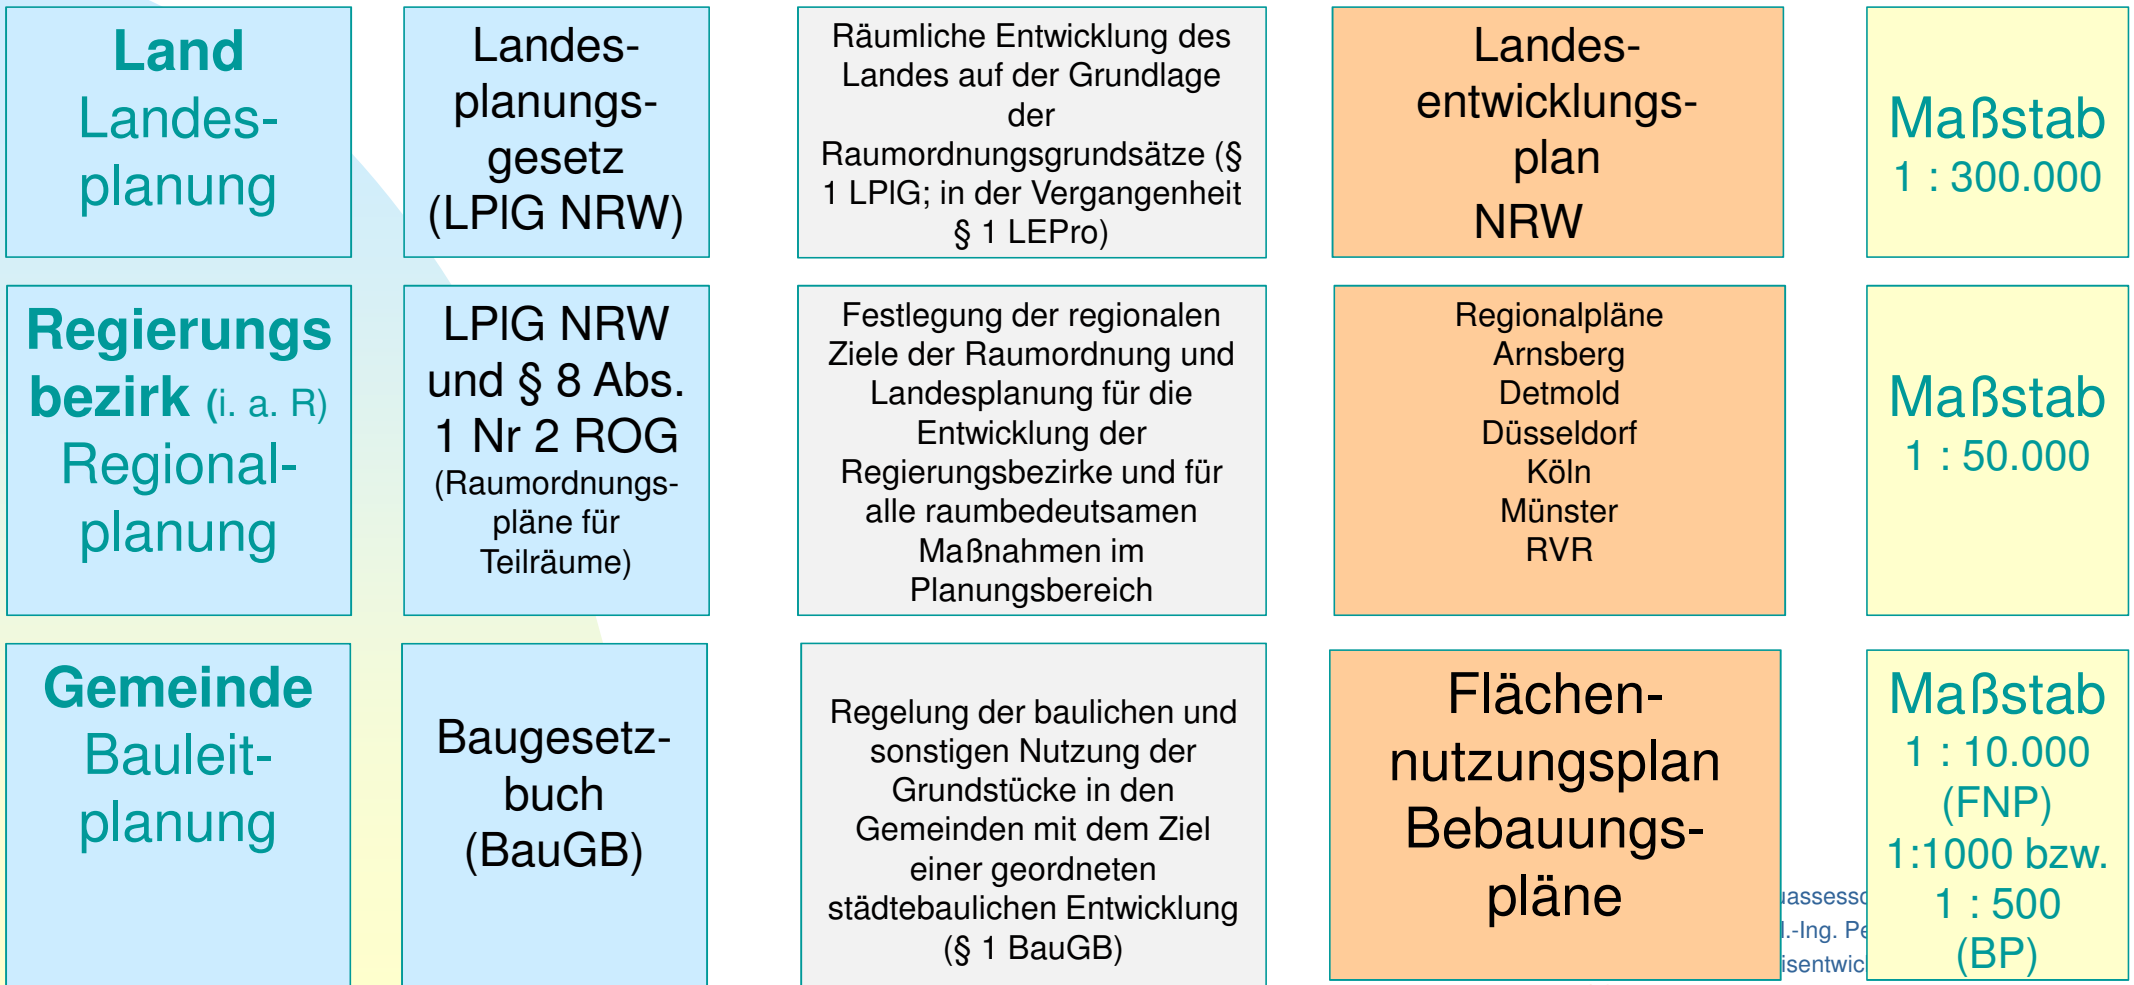 Land
Landes-
planung
Landes-
planungs-
gesetz
(LPlG NRW)
Räumliche Entwicklung des
Landes auf der Grundlage
der
Raumordnungsgrundsätze (§
1 LPlG; in der Vergangenheit
§ 1 LEPro)
Landes-
entwicklungs-
plan
NRW
Maßstab
1 : 300.000
Regierungs
bezirk (i. a. R)
Regional-
planung
LPlG NRW
und § 8 Abs.
1 Nr 2 ROG
(Raumordnungs-
pläne für
Teilräume)
Festlegung der regionalen
Ziele der Raumordnung und
Landesplanung für die
Entwicklung der
Regierungsbezirke und für
alle raumbedeutsamen
Maßnahmen im
Planungsbereich
Regionalpläne
Arnsberg
Detmold
Düsseldorf
Köln
Münster
RVR
Maßstab
1 : 50.000
Gemeinde
Bauleit-
planung
Baugesetz-
buch
(BauGB)
Regelung der baulichen und
sonstigen Nutzung der
Grundstücke in den
Gemeinden mit dem Ziel
einer geordneten
städtebaulichen Entwicklung
(§ 1 BauGB)
Flächen-
nutzungsplan
Bebauungs-
pläne
Maßstab
1 : 10.000
(FNP)
1:1000 bzw.
1 : 500
(BP)